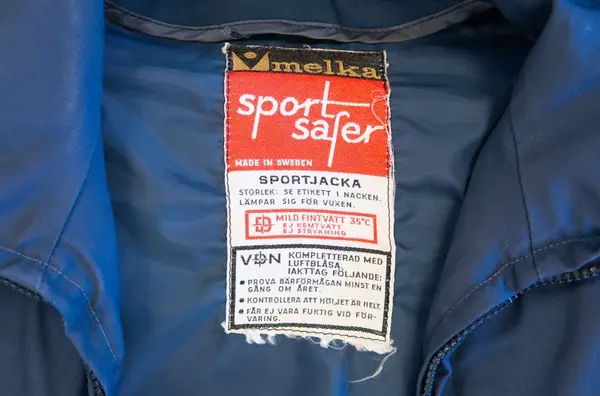 melka
sport
safer
MADE IN SWEDEN
SPORTJACKA
STORLEK: SE ETIKETT I NACKEN.
LÄMPAR SIG FÖR VUXEN.
MILD FINTVÄTT 35°C
EJ KEMTVÄTT
EJ STRYKNING
VDN KOMPLETTERAD MED
LUFTBLÅSA.
IAKTTAG FÖLJANDE:
• PROVA BÄRFÖRMÅGAN MINST EN
GÅNG OM ÅRET.
• KONTROLLERA ATT HÖLJET ÄR HELT.
• FÅR EJ VARA FUKTIG VID FÖR-
VARING.